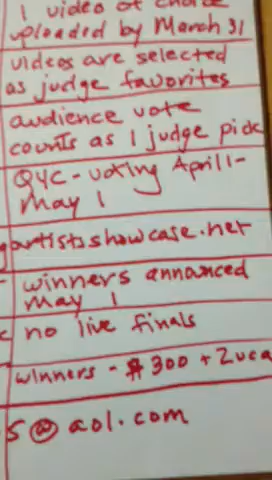 1 video of choice
uploaded by March 31
videos are selected
as judge favorites
audience vote
counts as 1 judge pick
QYC - voting April 1 -
may 1
artistsshowcase.net
winners annanced
may 1
no live finals
winners - $300 + Zuca
s@aol.com